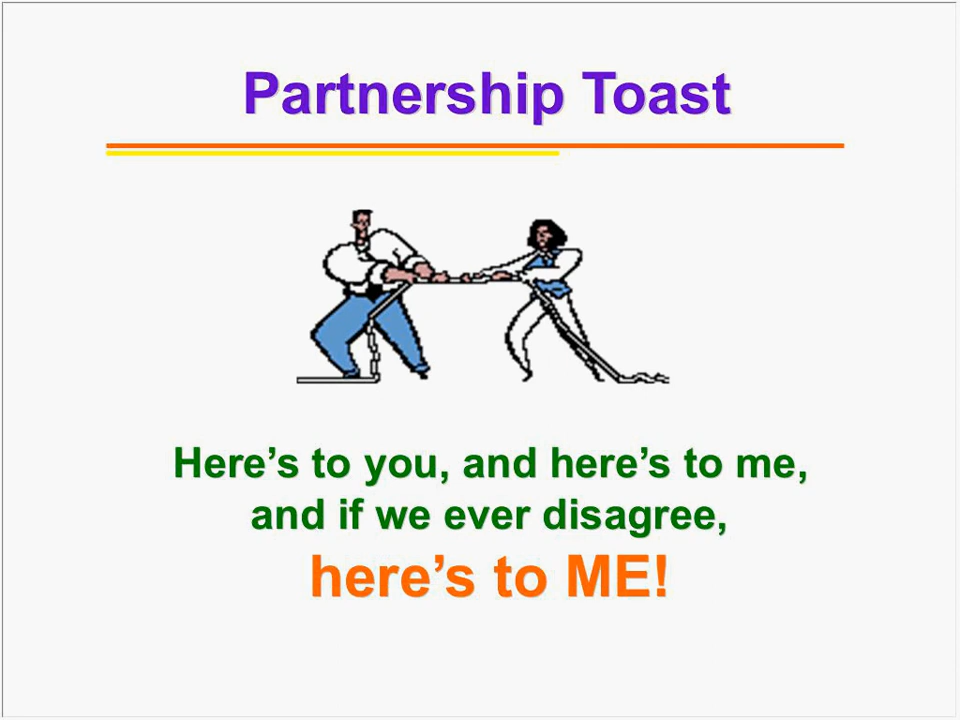 Partnership Toast
Here’s to you, and here’s to me,
and if we ever disagree,
here’s to ME!